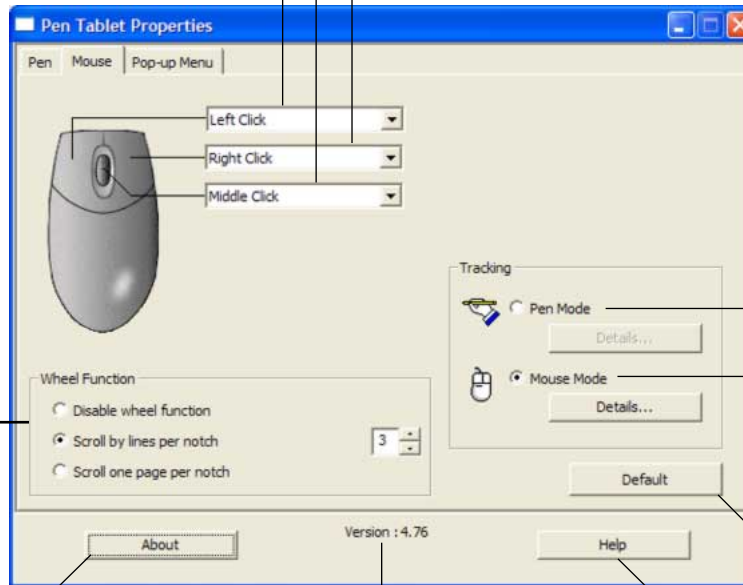 Pen Tablet Properties
Pen Mouse Pop-up Menu
Left Click
Right Click
Middle Click
Tracking
Pen Mode
Details...
Mouse Mode
Details...
Wheel Function
Disable wheel function
Scroll by lines per notch 3
Scroll one page per notch
Default
About Version : 4.76 Help